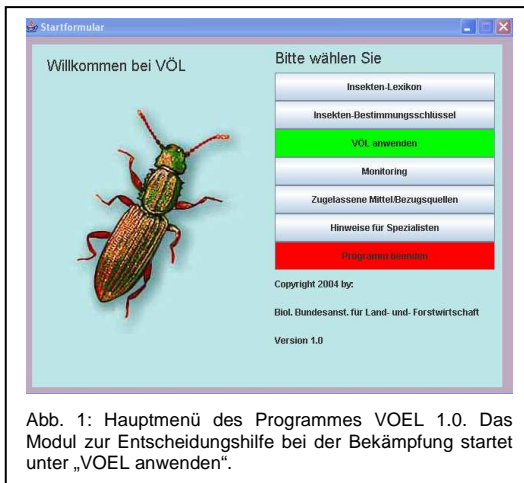 Startformular
Willkommen bei VÖL
Bitte wählen Sie
Insekten-Lexikon
Insekten-Bestimmungsschlüssel
VÖL anwenden
Monitoring
Zugelassene Mittel/Bezugsquellen
Hinweise für Spezialisten
Programm beenden
Copyright 2004 by:
Biol. Bundesanst. für Land- und- Forstwirtschaft
Version 1.0
Abb. 1: Hauptmenü des Programmes VOEL 1.0. Das
Modul zur Entscheidungshilfe bei der Bekämpfung startet
unter „VOEL anwenden“.